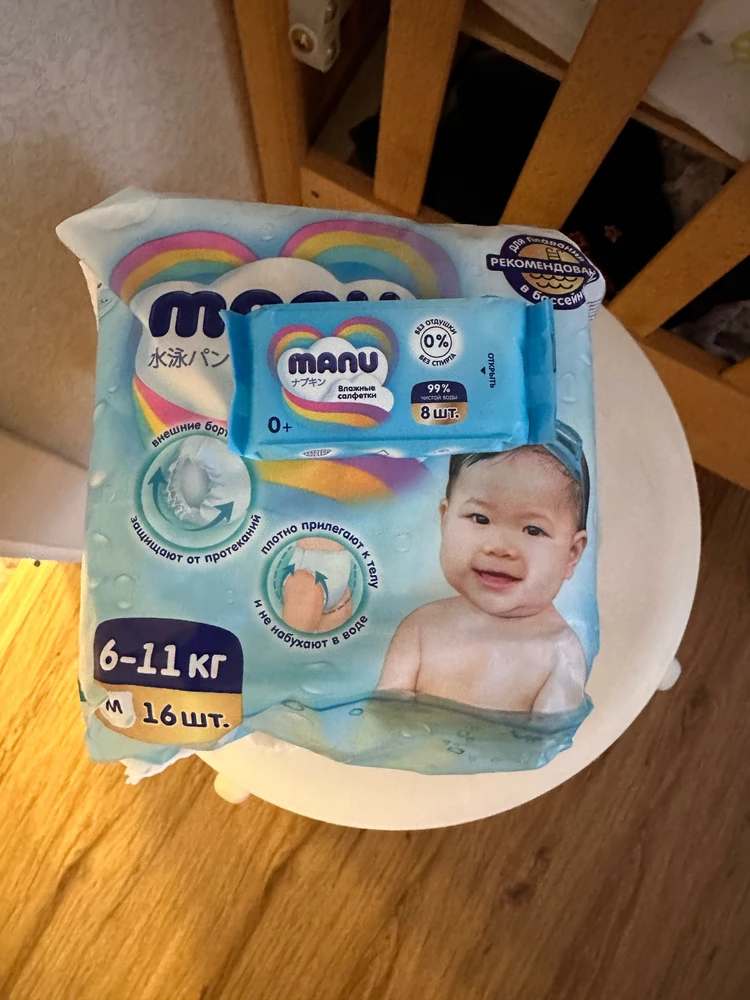 для плавания
РЕКОМЕНДОВАН
в бассейн
manu
水泳パン
внешние борт
защищают от протеканий
плотно прилегают к телу
и не набухают в воде
6-11 кг
M 16 шт.
manu
ナプキン
Влажные
салфетки
0+
БЕЗ ОТДУШКИ
0%
БЕЗ СПИРТА
99%
ЧИСТОЙ ВОДЫ
8 шт.
ОТКРЫТЬ